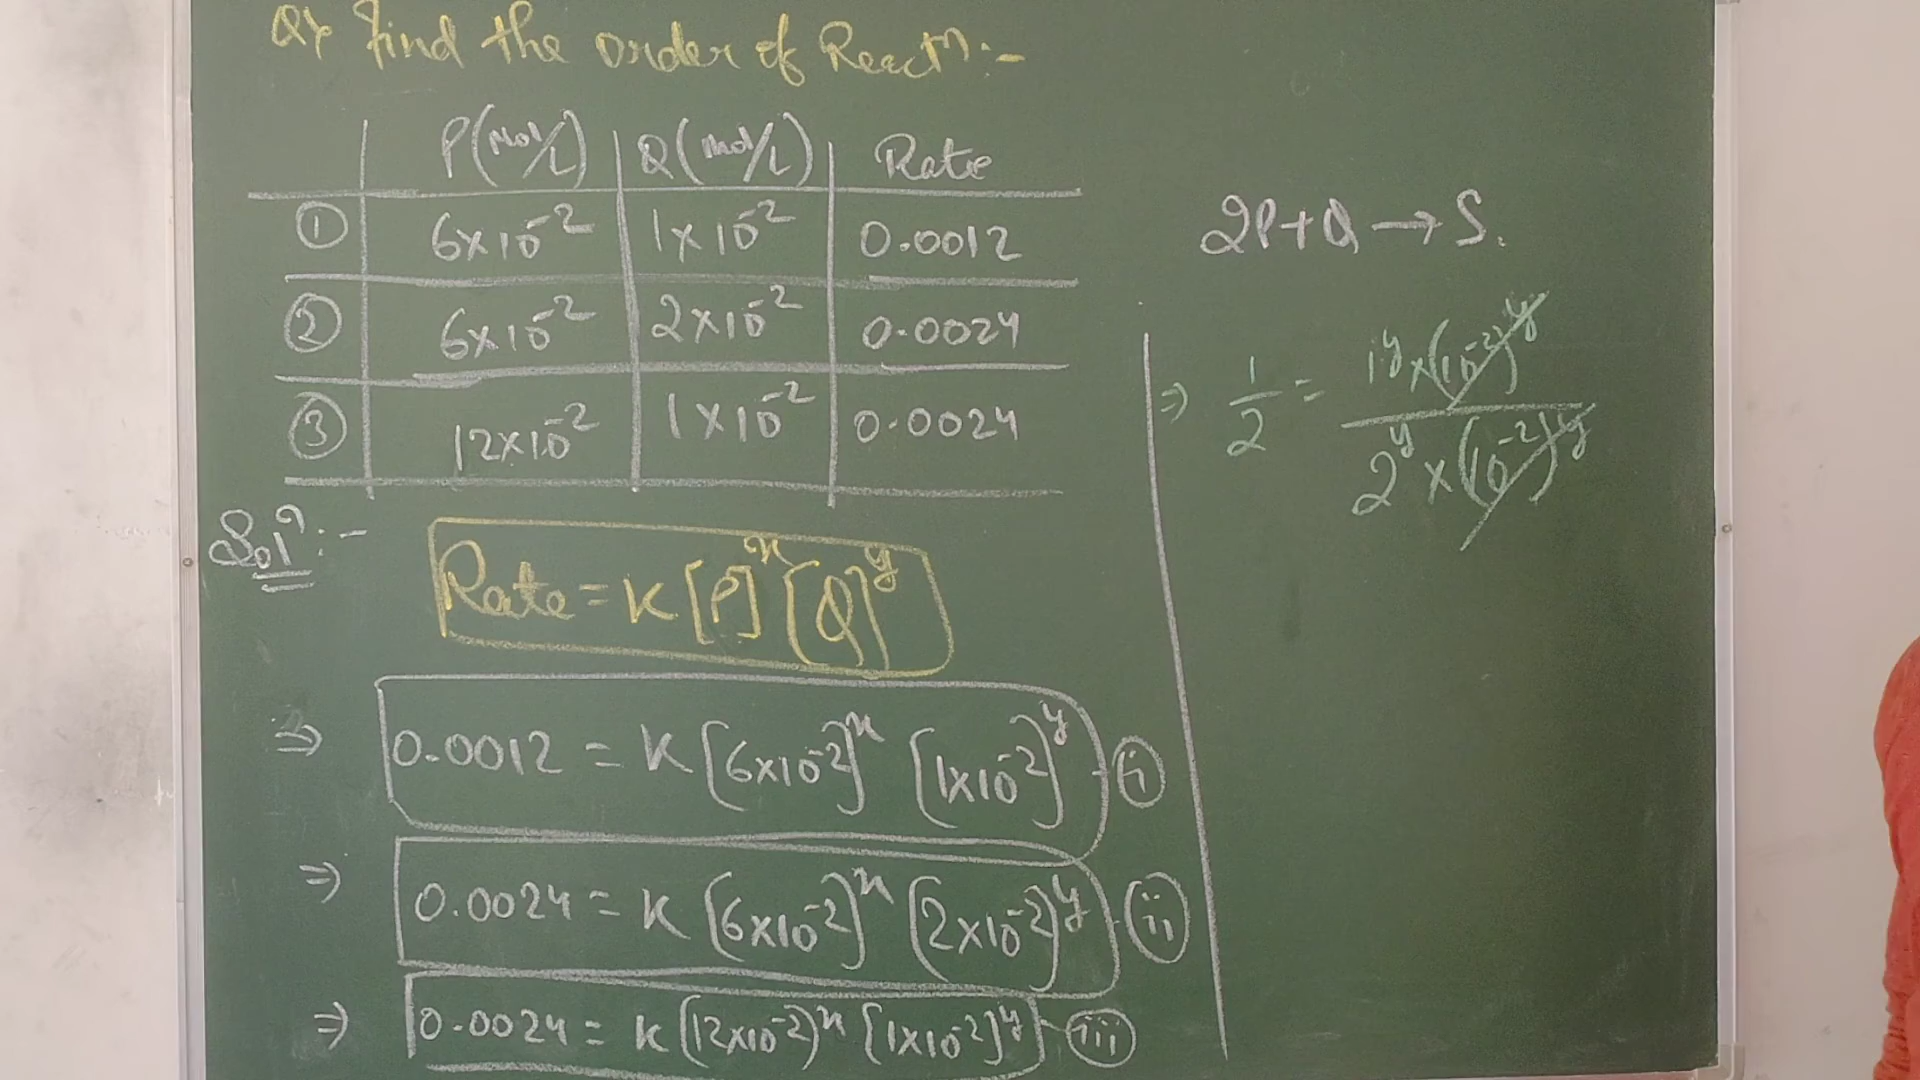 Q) find the order of Reactⁿ:-
P(mol/L) Q(mol/L) Rate
① 6×10⁻² 1×10⁻² 0.0012
② 6×10⁻² 2×10⁻² 0.0024
③ 12×10⁻² 1×10⁻² 0.0024
Solⁿ:-
Rate = K[P]ˣ [Q]ʸ
⇒ 0.0012 = K[6×10⁻²]ˣ [1×10⁻²]ʸ -ⓘ
⇒ 0.0024 = K[6×10⁻²]ˣ [2×10⁻²]ʸ -(ii)
⇒ 0.0024 = K[12×10⁻²]ˣ [1×10⁻²]ʸ -(iii)
2P+Q → S.
⇒ 1/2 = 1ʸ×(10⁻²)ʸ / 2ʸ×(10⁻²)ʸ